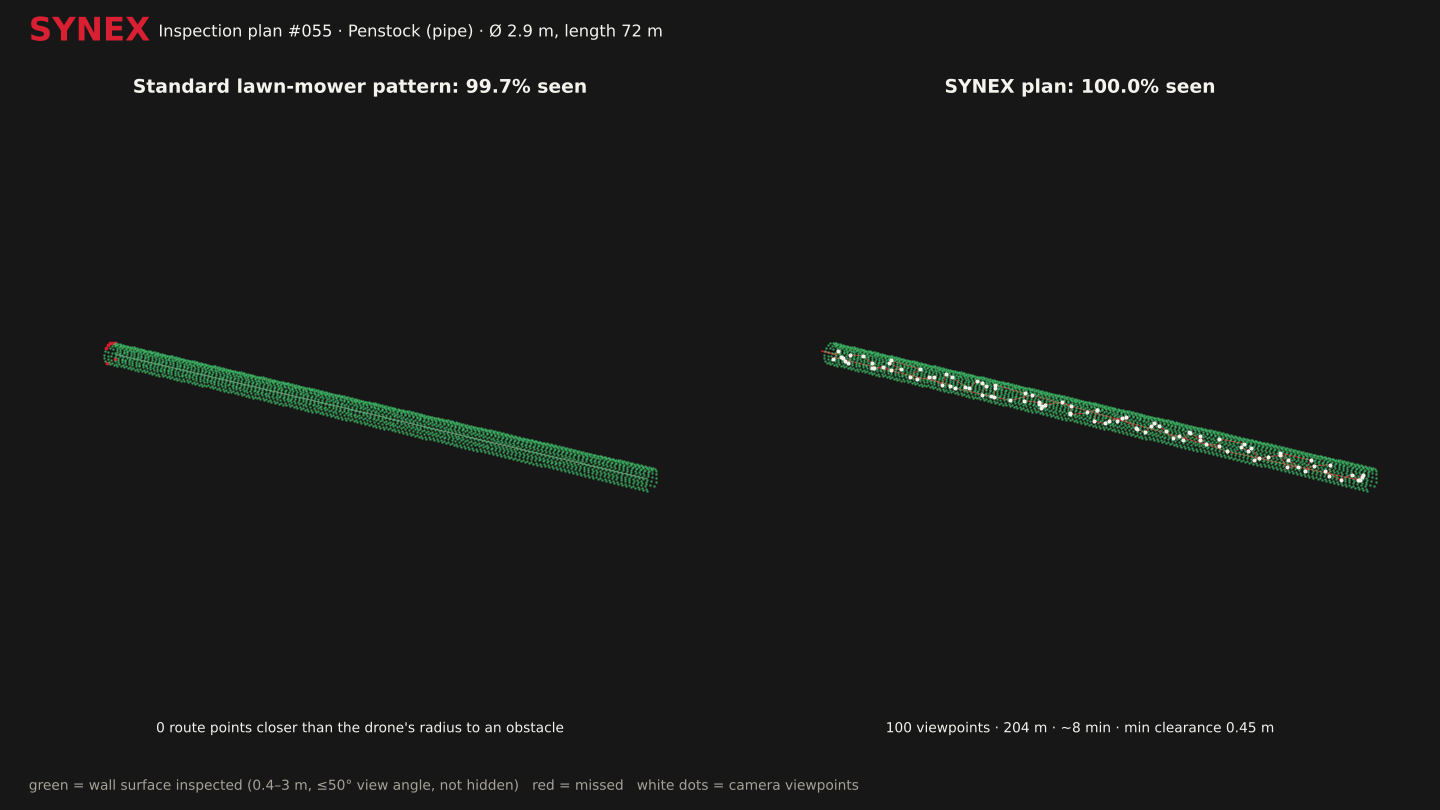 SYNEX Inspection plan #055 · Penstock (pipe) · Ø 2.9 m, length 72 m
Standard lawn-mower pattern: 99.7% seen
SYNEX plan: 100.0% seen
0 route points closer than the drone's radius to an obstacle
100 viewpoints · 204 m · ~8 min · min clearance 0.45 m
green = wall surface inspected (0.4–3 m, ≤50° view angle, not hidden)   red = missed   white dots = camera viewpoints